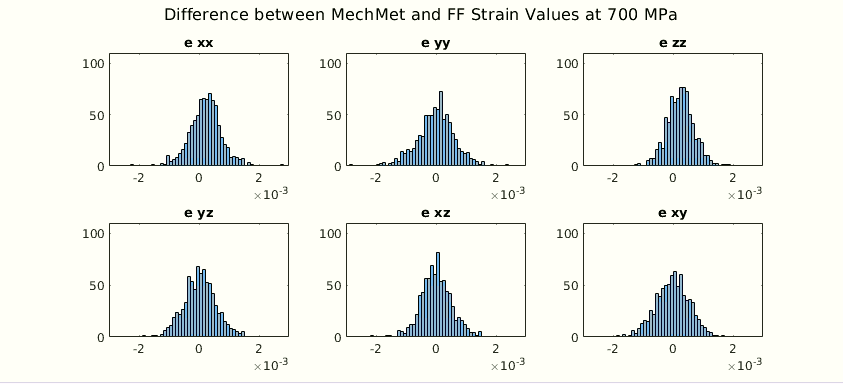 Difference between MechMet and FF Strain Values at 700 MPa
e xx e yy e zz
100 100 100
50 50 50
0 0 0
-2 0 2 -2 0 2 -2 0 2
×10-3 ×10-3 ×10-3
e yz e xz e xy
100 100 100
50 50 50
0 0 0
-2 0 2 -2 0 2 -2 0 2
×10-3 ×10-3 ×10-3